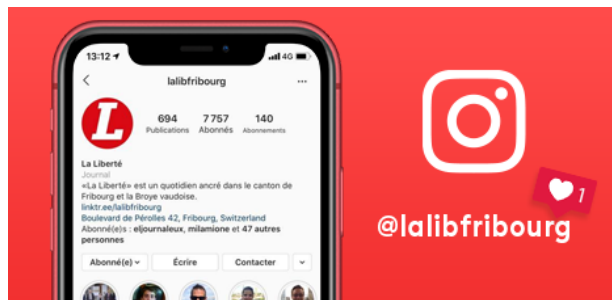 13:12
4G
lalibfribourg
...
L
694 7757 140
Publications Abonnés Abonnements
La Liberté
Journal
«La Liberté» est un quotidien ancré dans le canton de
Fribourg et la Broye vaudoise.
linktr.ee/lalibfribourg
Boulevard de Pérolles 42, Fribourg, Switzerland
Abonné(e)s : eljournaleux, milamione et 47 autres
personnes
Abonné(e) Écrire Contacter
1
@lalibfribourg